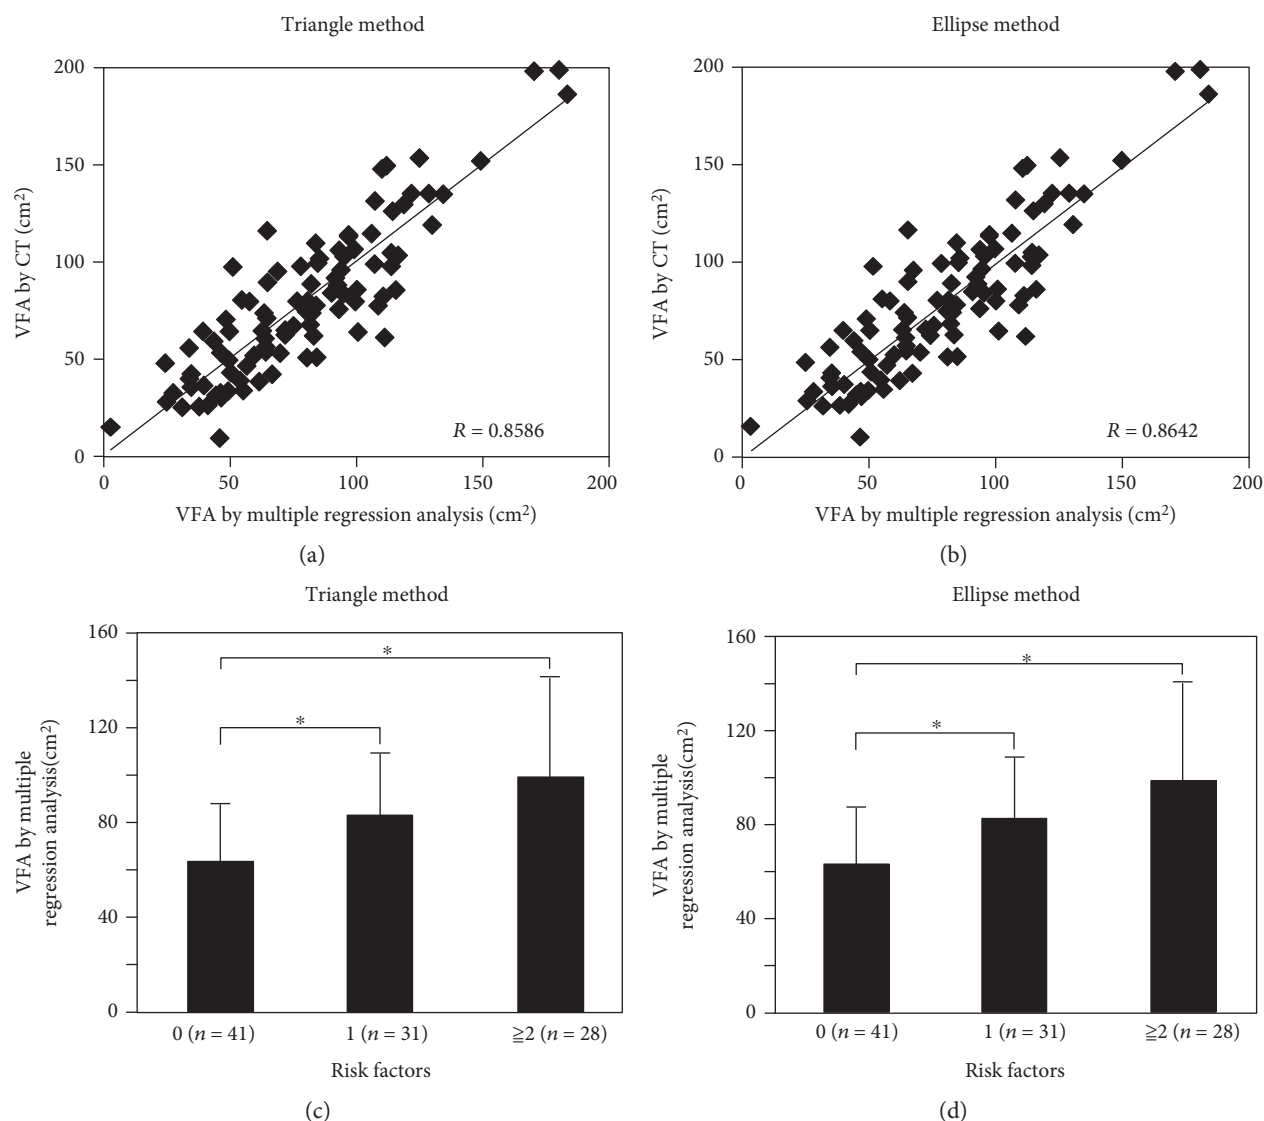 Triangle method
200
150
100
50
0
VFA by CT (cm2)
R = 0.8586
0 50 100 150 200
VFA by multiple regression analysis (cm2)
(a)
Ellipse method
200
150
100
50
0
VFA by CT (cm2)
R = 0.8642
0 50 100 150 200
VFA by multiple regression analysis (cm2)
(b)
Triangle method
160
120
80
40
0
VFA by multiple
regression analysis(cm2)
*
*
0 (n = 41) 1 (n = 31) ≧2 (n = 28)
Risk factors
(c)
Ellipse method
160
120
80
40
0
VFA by multiple
regression analysis(cm2)
*
*
0 (n = 41) 1 (n = 31) ≧2 (n = 28)
Risk factors
(d)